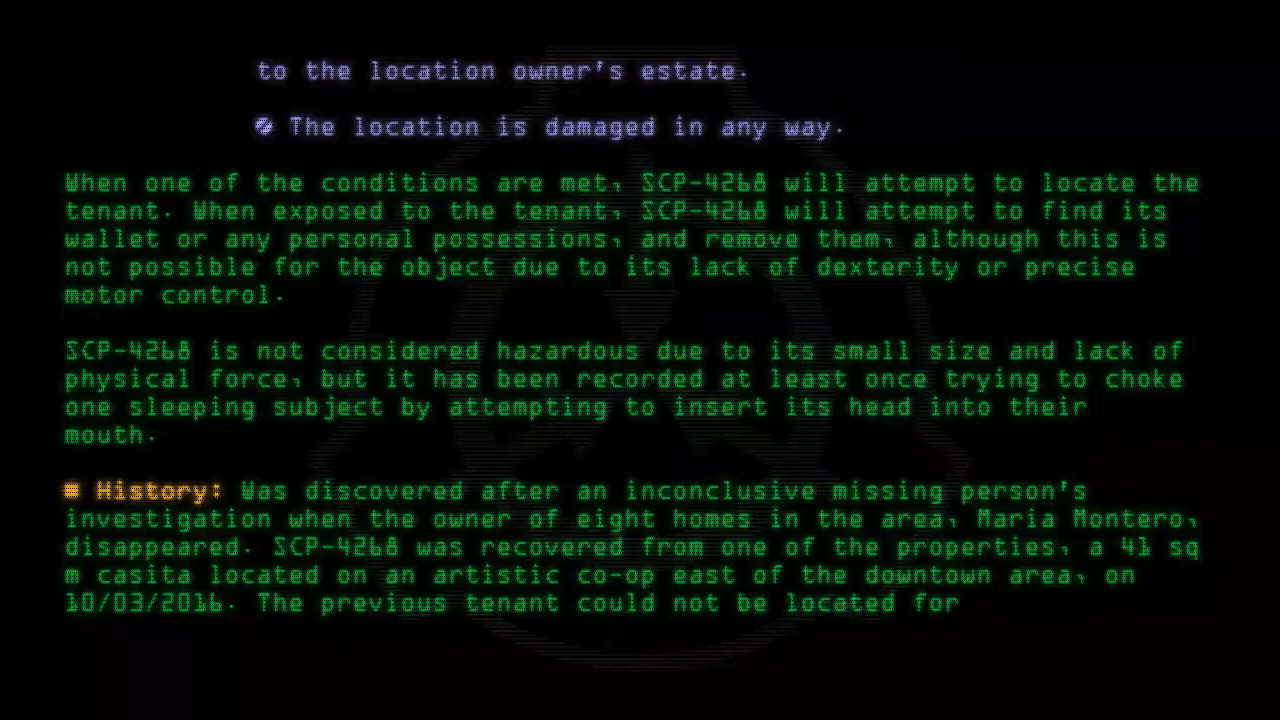 to the location owner's estate.
The location is damaged in any way.
When one of the conditions are met, SCP-4268 will attempt to locate the
tenant. When exposed to the tenant, SCP-4268 will attempt to find its
wallet or any personal possessions, and remove them, although this is
not possible for the object due to its lack of dexterity or precise
motor control.
SCP-4268 is not considered hazardous due to its small size and lack of
physical force, but it has been recorded at least once trying to choke
one sleeping subject by attempting to insert its head into their
mouth.
■ History: Was discovered after an inconclusive missing person's
investigation when the owner of eight homes in the area, Maria Montero,
disappeared. SCP-4268 was recovered from one of the properties, a 41 sq
m casita located on an artistic co-op east of the downtown area, on
10/03/2016. The previous tenant could not be located for